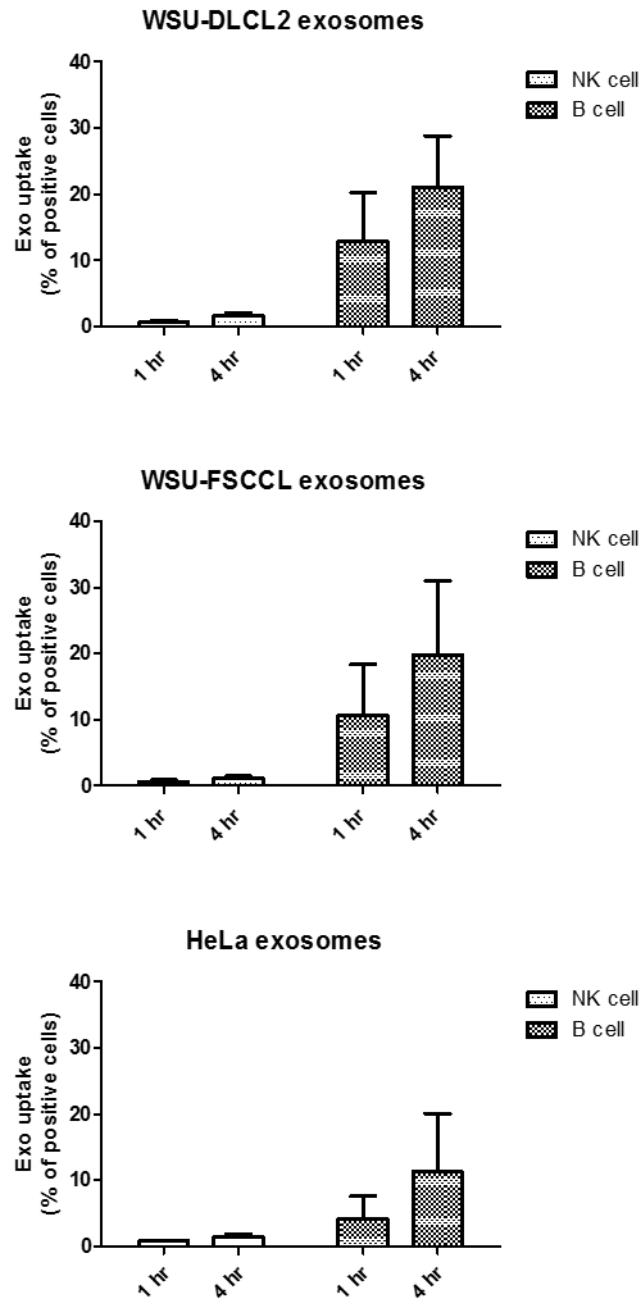 WSU-DLCL2 exosomes
Exo uptake
(% of positive cells)
40
30
20
10
0
1 hr
4 hr
1 hr
4 hr
NK cell
B cell
WSU-FSCCL exosomes
Exo uptake
(% of positive cells)
40
30
20
10
0
1 hr
4 hr
1 hr
4 hr
NK cell
B cell
HeLa exosomes
Exo uptake
(% of positive cells)
40
30
20
10
0
1 hr
4 hr
1 hr
4 hr
NK cell
B cell